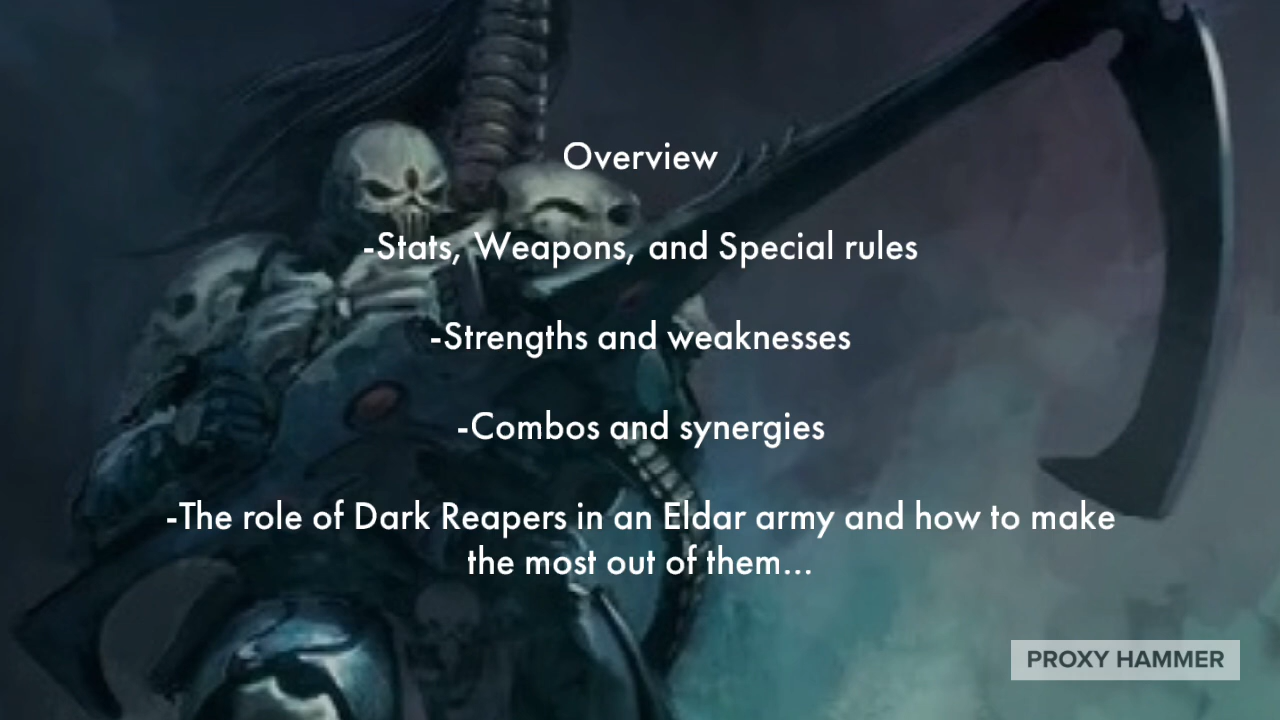 Overview
-Stats, Weapons, and Special rules
-Strengths and weaknesses
-Combos and synergies
-The role of Dark Reapers in an Eldar army and how to make
the most out of them...
PROXY HAMMER